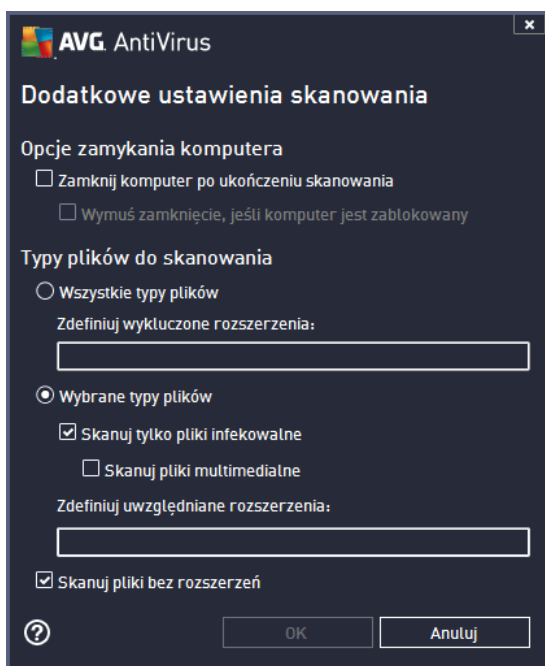 AVG. AntiVirus
Dodatkowe ustawienia skanowania
Opcje zamykania komputera
Zamknij komputer po ukończeniu skanowania
Wymuś zamknięcie, jeśli komputer jest zablokowany
Typy plików do skanowania
Wszystkie typy plików
Zdefiniuj wykluczone rozszerzenia:
Wybrane typy plików
Skanuj tylko pliki infekowalne
Skanuj pliki multimedialne
Zdefiniuj uwzględniane rozszerzenia:
Skanuj pliki bez rozszerzeń
OK
Anuluj